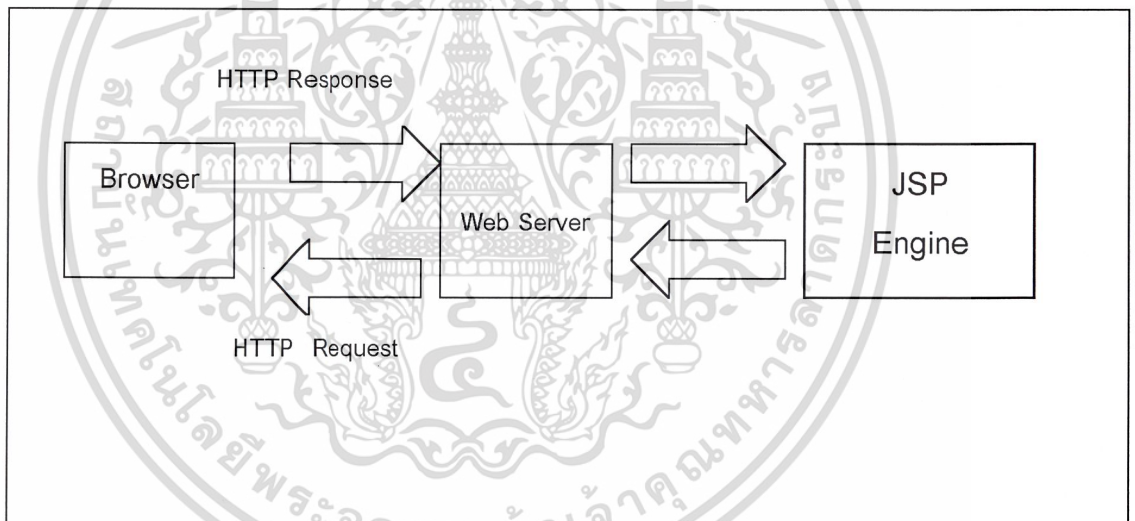 HTTP Response
Browser
Web Server
JSP
Engine
HTTP Request